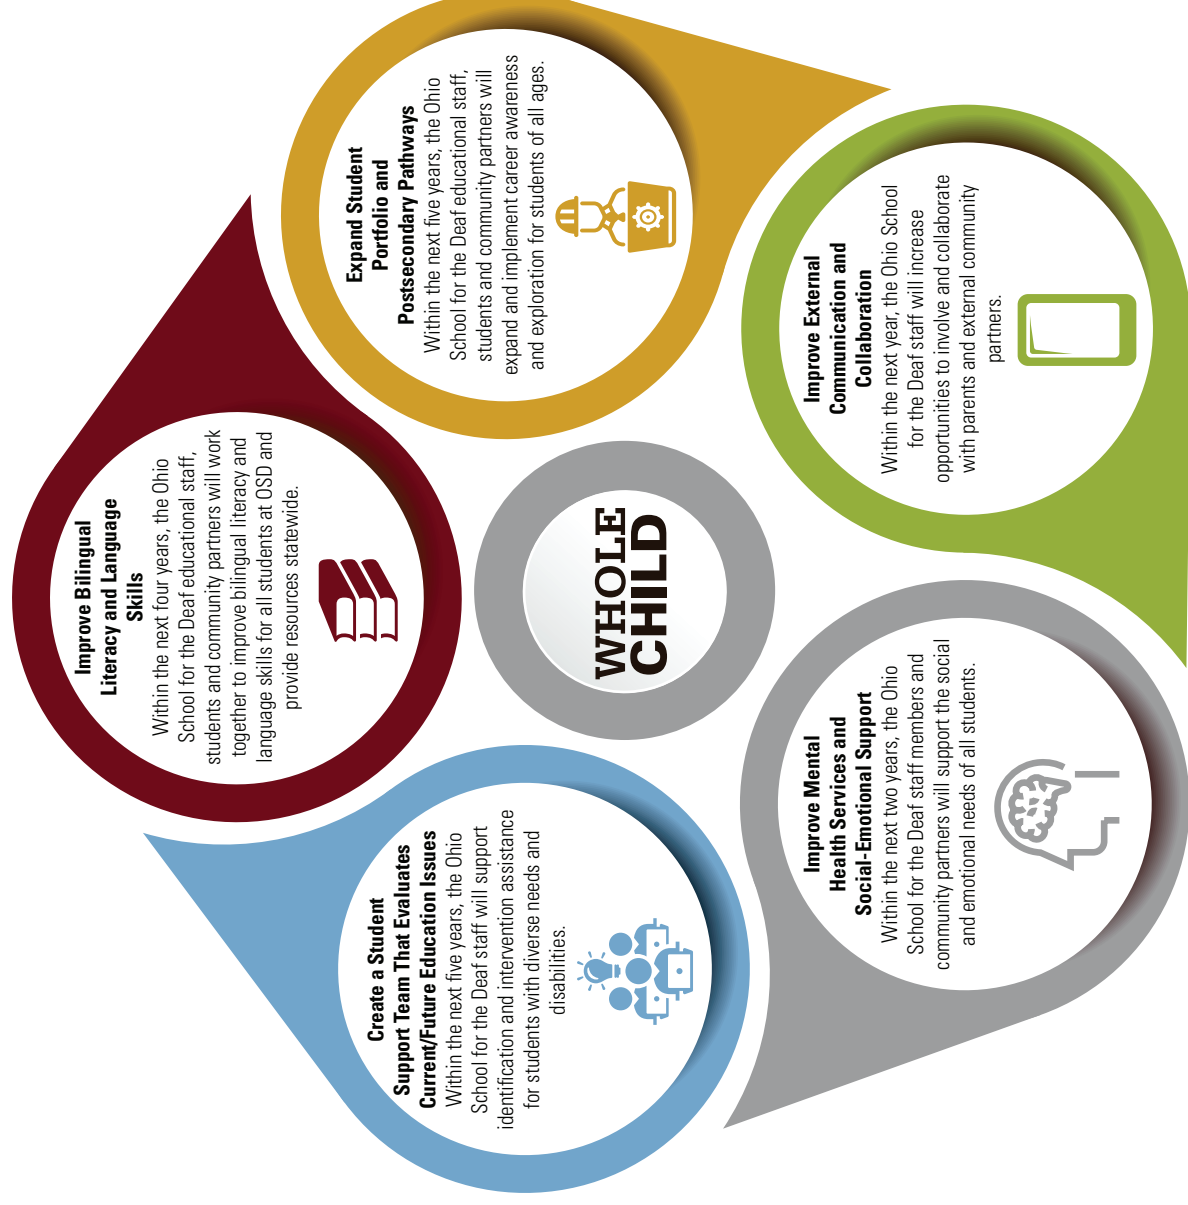 Improve Bilingual
Literacy and Language
Skills
Within the next four years, the Ohio
School for the Deaf educational staff,
students and community partners will work
together to improve bilingual literacy and
language skills for all students at OSD and
provide resources statewide.
Expand Student
Portfolio and
Postsecondary Pathways
Within the next five years, the Ohio
School for the Deaf educational staff,
students and community partners will
expand and implement career awareness
and exploration for students of all ages.
Improve External
Communication and
Collaboration
Within the next year, the Ohio School
for the Deaf staff will increase
opportunities to involve and collaborate
with parents and external community
partners.
Improve Mental
Health Services and
Social-Emotional Support
Within the next two years, the Ohio
School for the Deaf staff members and
community partners will support the social
and emotional needs of all students.
Create a Student
Support Team That Evaluates
Current/Future Education Issues
Within the next five years, the Ohio
School for the Deaf staff will support
identification and intervention assistance
for students with diverse needs and
disabilities.
WHOLE
CHILD